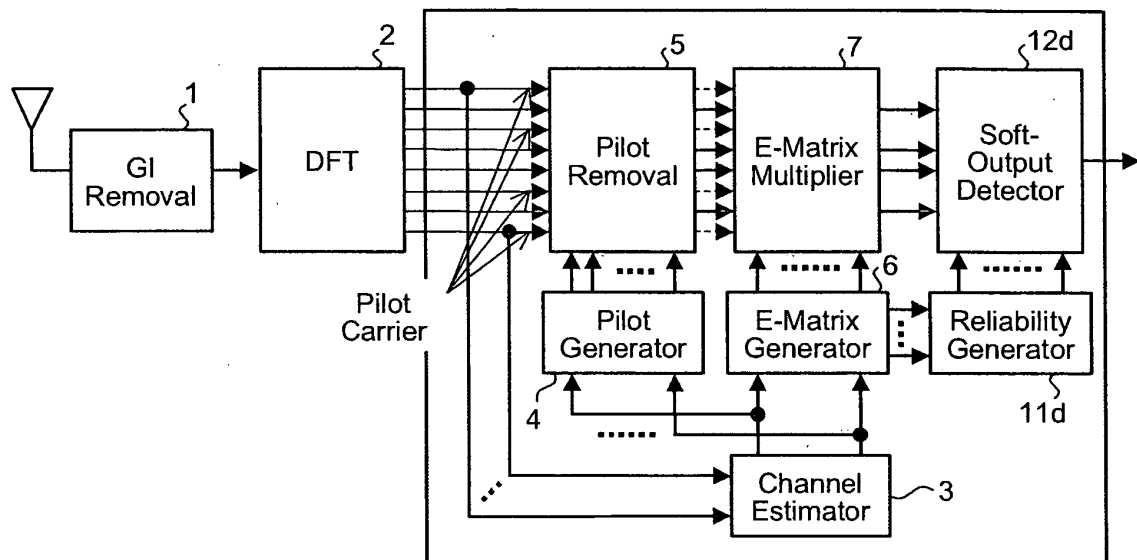 1
2
5
7
12d
GI
Removal
DFT
Pilot
Removal
E-Matrix
Multiplier
Soft-
Output
Detector
Pilot
Carrier
Pilot
Generator
4
E-Matrix
Generator
6
Reliability
Generator
11d
Channel
Estimator
3